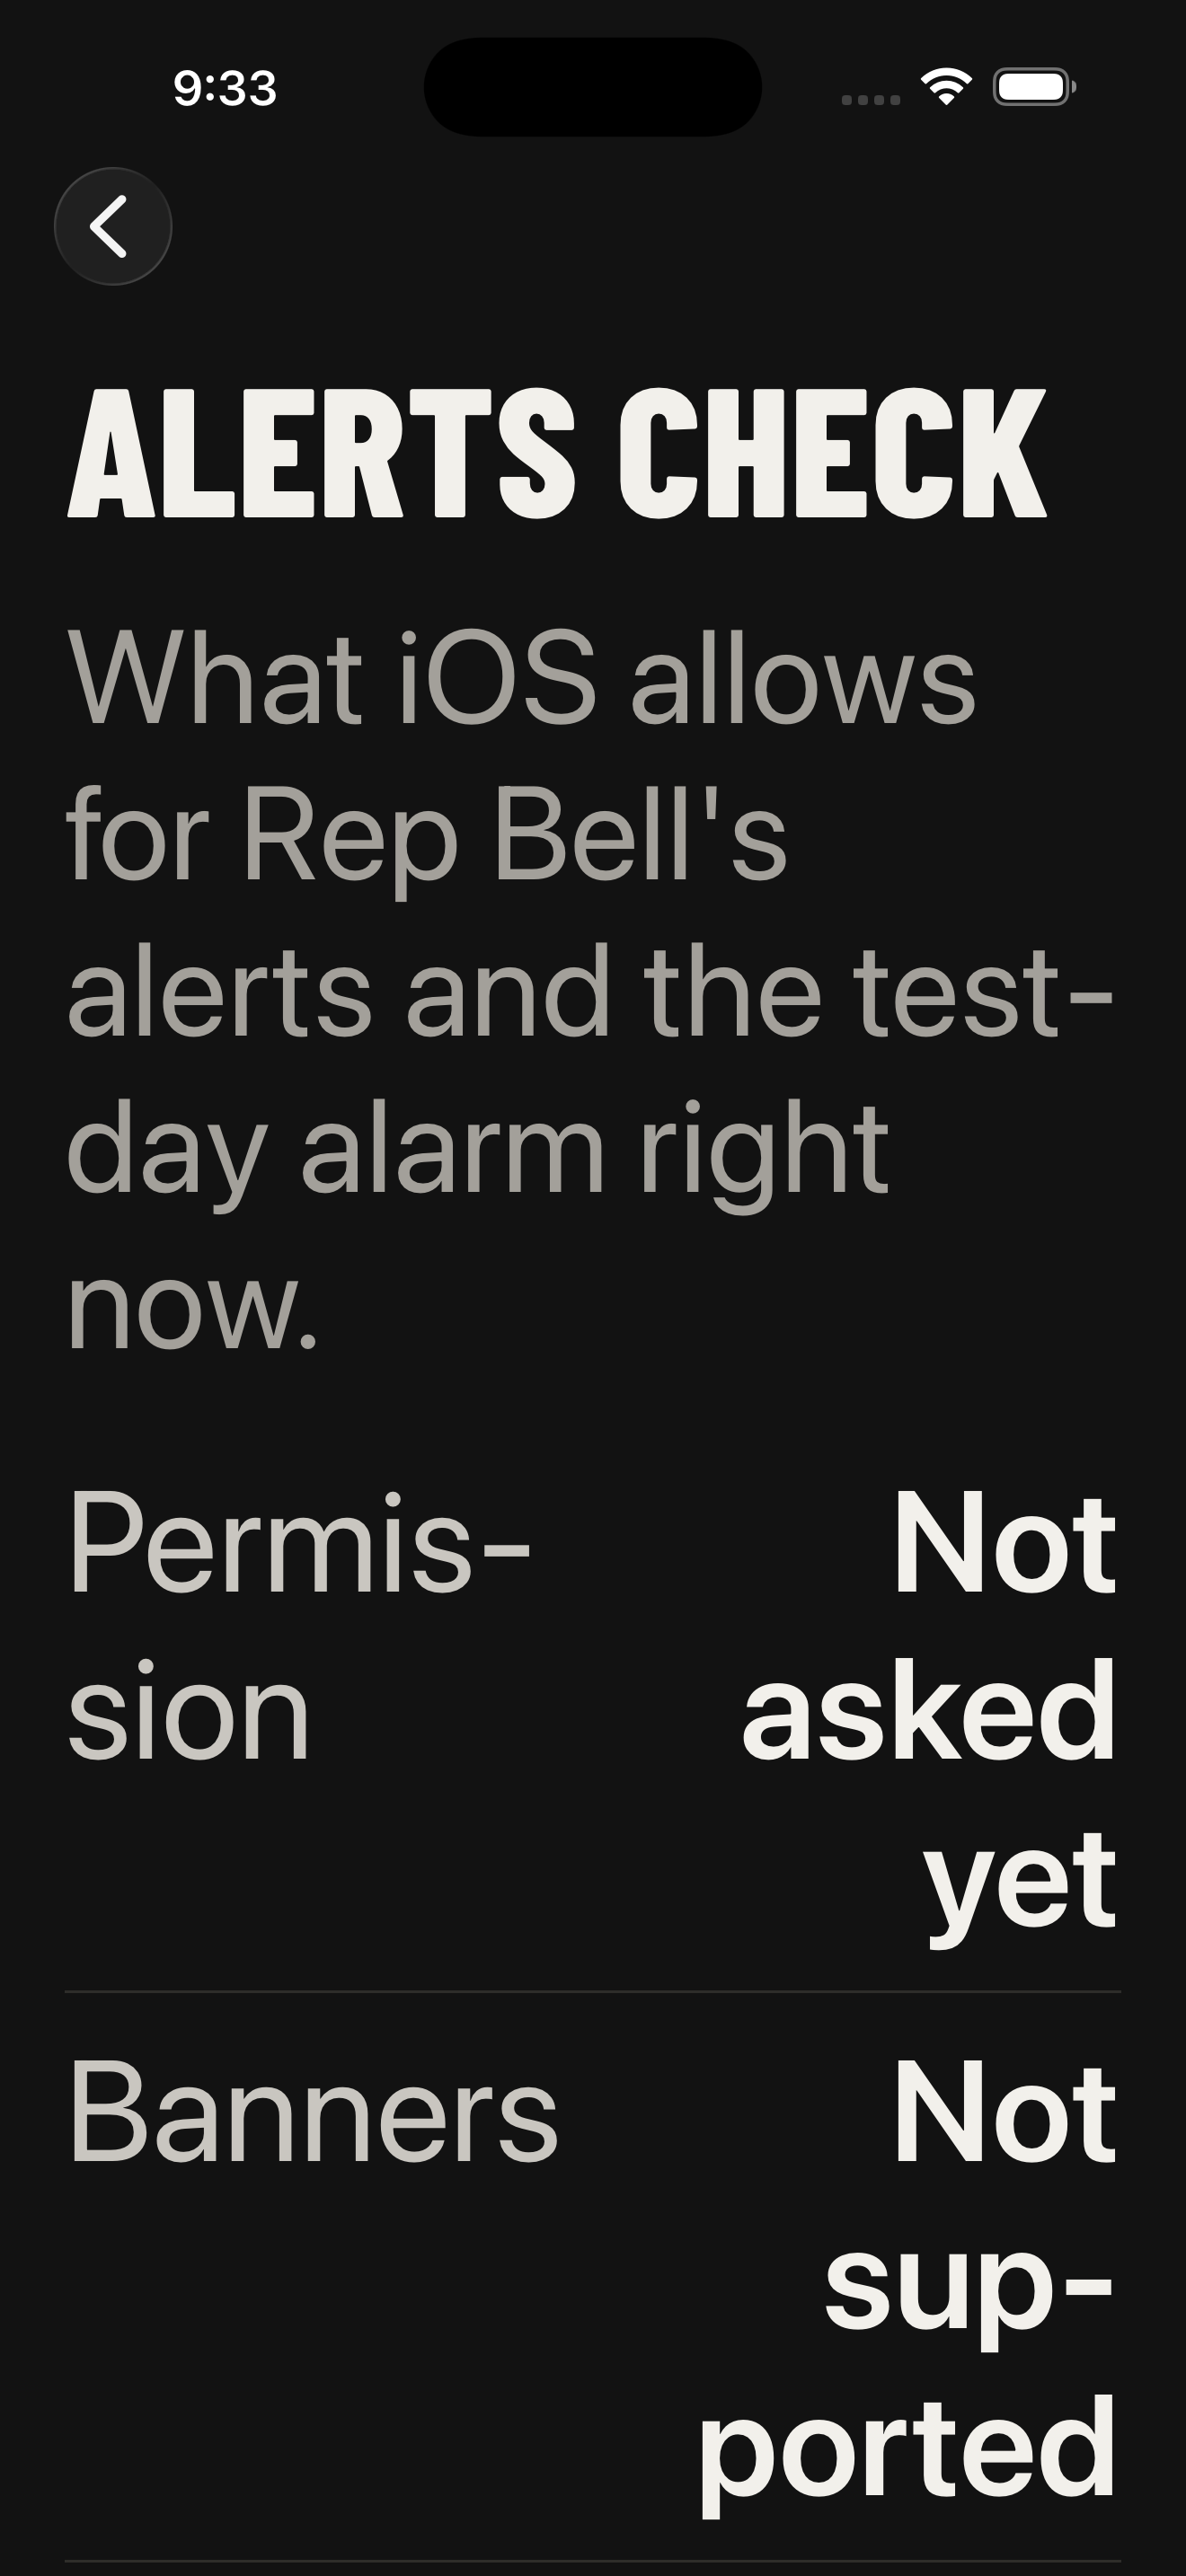 9:33
ALERTS CHECK
What iOS allows
for Rep Bell's
alerts and the test-
day alarm right
now.
Permis-
sion
Not
asked
yet
Banners
Not
sup-
ported